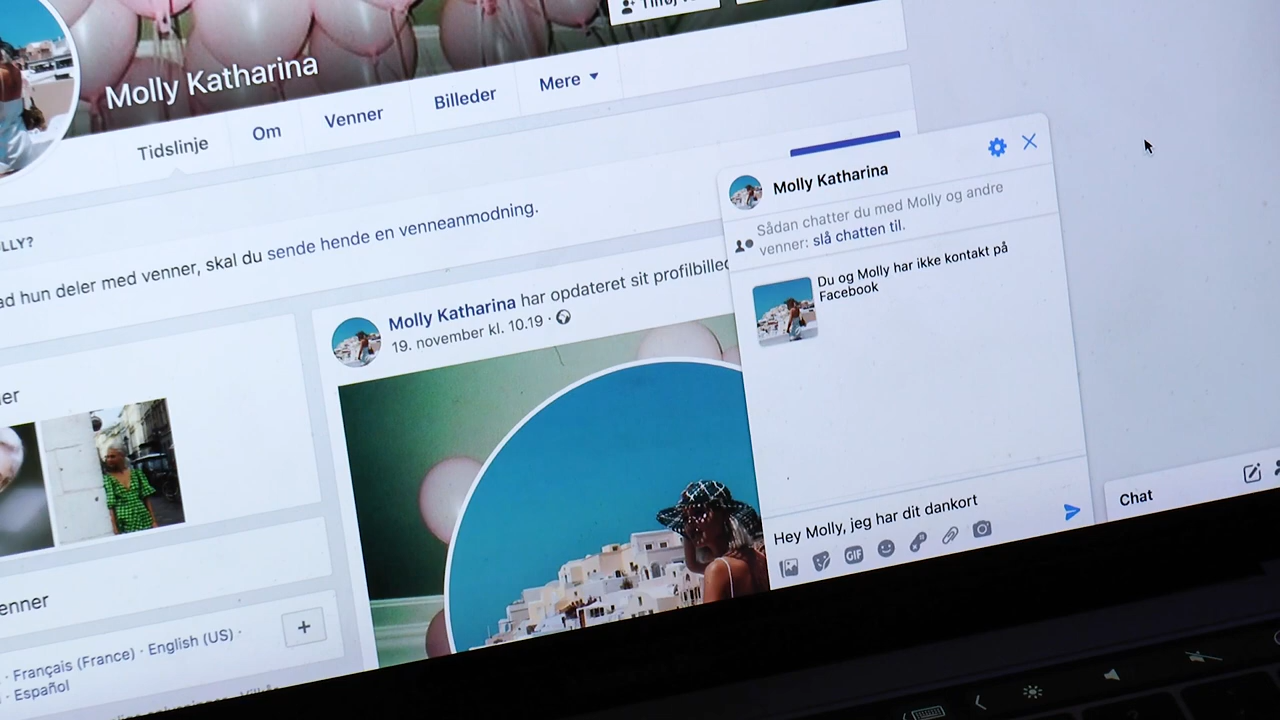 Molly Katharina
Tidslinje
Om
Venner
Billeder
Mere
LLY?
ad hun deler med venner, skal du sende hende en venneanmodning.
Molly Katharina har opdateret sit profilbilled
19. november kl. 10.19 ·
er
enner
· Français (France) · English (US) ·
· Español
+
Molly Katharina
Sådan chatter du med Molly og andre
venner: slå chatten til.
Du og Molly har ikke kontakt på
Facebook
Hey Molly, jeg har dit dankort
GIF
Chat